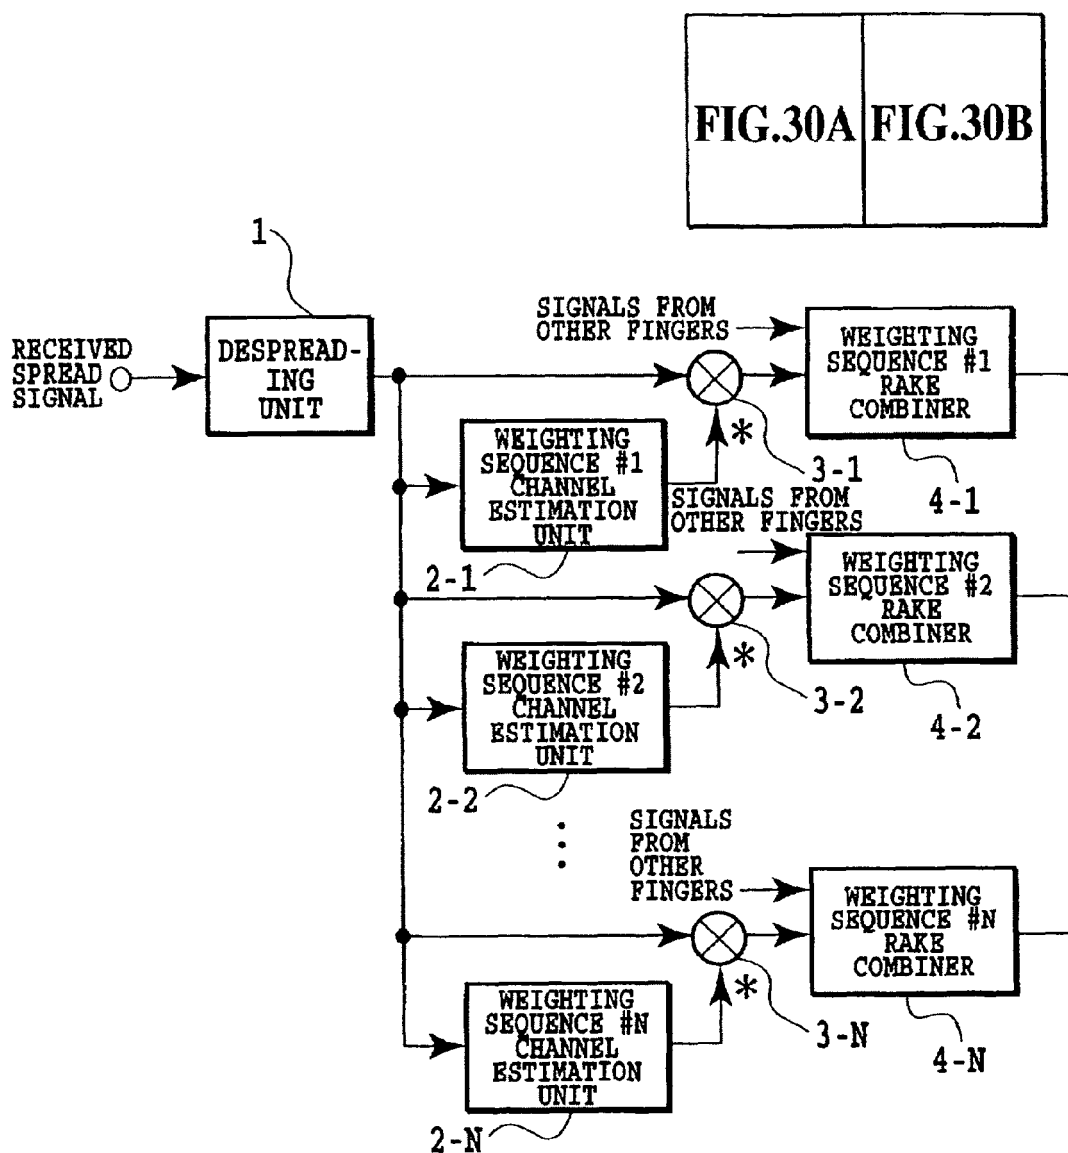 FIG.30A FIG.30B
1
RECEIVED
SPREAD
SIGNAL
DESPREAD-
ING
UNIT
SIGNALS FROM
OTHER FINGERS
WEIGHTING
SEQUENCE #1
RAKE
COMBINER
*
3-1
4-1
WEIGHTING
SEQUENCE #1
CHANNEL
ESTIMATION
UNIT
2-1
SIGNALS FROM
OTHER FINGERS
WEIGHTING
SEQUENCE #2
RAKE
COMBINER
*
3-2
4-2
WEIGHTING
SEQUENCE #2
CHANNEL
ESTIMATION
UNIT
2-2
SIGNALS
FROM
OTHER
FINGERS
WEIGHTING
SEQUENCE #N
RAKE
COMBINER
*
3-N
4-N
WEIGHTING
SEQUENCE #N
CHANNEL
ESTIMATION
UNIT
2-N